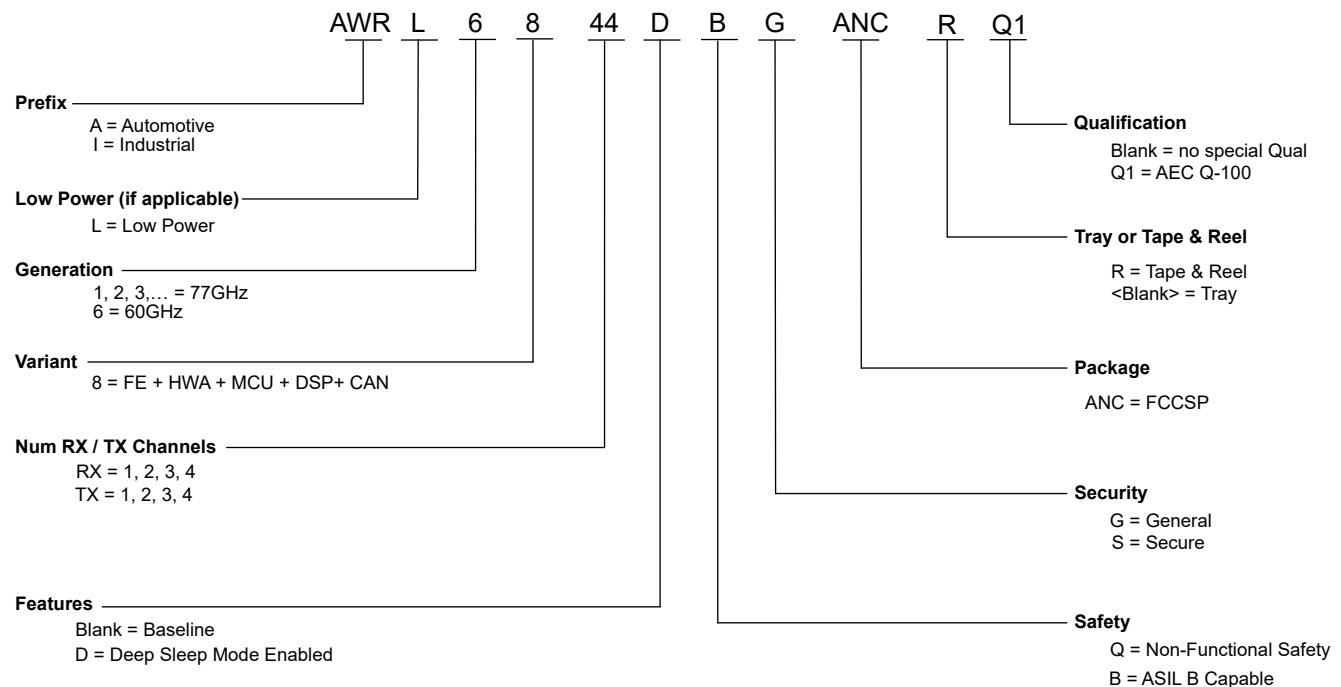 AWR L 6 8 44 D B G ANC R Q1
Prefix
A = Automotive
I = Industrial
Low Power (if applicable)
L = Low Power
Generation
1, 2, 3,… = 77GHz
6 = 60GHz
Variant
8 = FE + HWA + MCU + DSP+ CAN
Num RX / TX Channels
RX = 1, 2, 3, 4
TX = 1, 2, 3, 4
Features
Blank = Baseline
D = Deep Sleep Mode Enabled
Qualification
Blank = no special Qual
Q1 = AEC Q-100
Tray or Tape & Reel
R = Tape & Reel
<Blank> = Tray
Package
ANC = FCCSP
Security
G = General
S = Secure
Safety
Q = Non-Functional Safety
B = ASIL B Capable